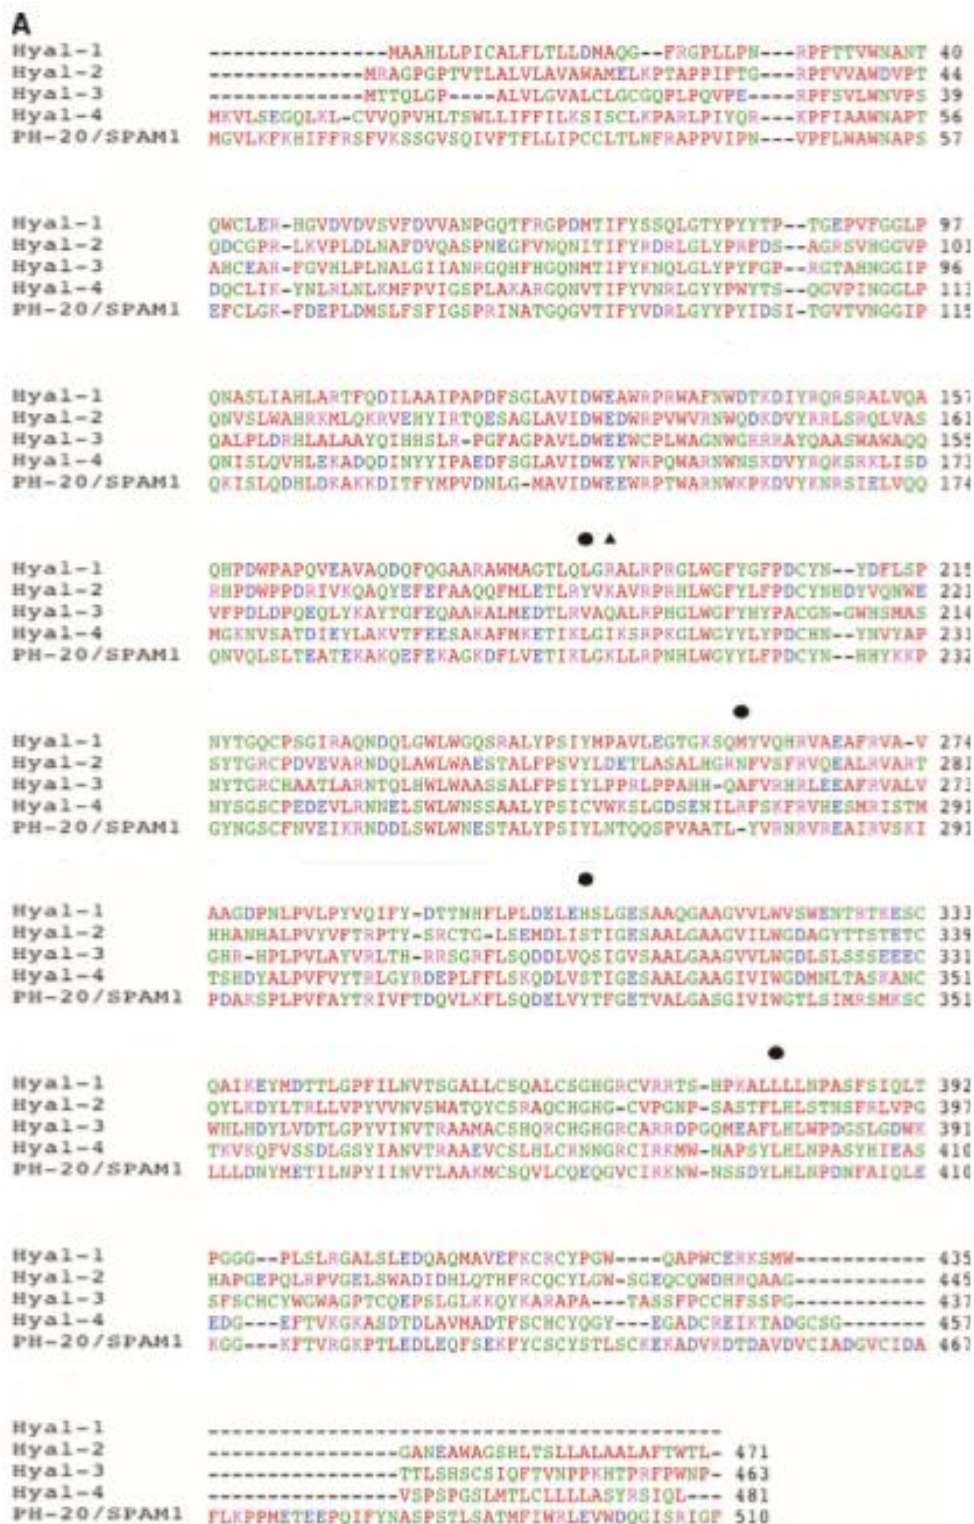 A
Hyal-1 --------------MAAHLLPICALFLTLLDMAQG--FRGPLLPN---RPFTTVWNANT 40
Hyal-2 ------------MRAGPGPTVTLALVLAVAWAMELKPTAPPIFTG---RPFVVAWDVPT 44
Hyal-3 ------------MTTQLGP----ALVLGVALCLGCGQPLPQVPE----RPFSVLWNVPS 39
Hyal-4 MKVLSEGQLKL-CVVQPVHLTSWLLIFFILKSISCLKPARLPIYQR---KPFIAAWNAPT 56
PH-20/SPAM1 MGVLKFKHIFFRSFVKSSGVSQIVFTFLLIPCCLTLNFRAPPVIPN---VPFLWAWNAPS 57
Hyal-1 QWCLER-HGVDVDVSVFDVVANPGQTFRGPDMTIFYSSQLGTYPYYTP--TGEPVFGGLP 97
Hyal-2 QDCGPR-LKVPLDLNAFDVQASPNEGFVNQNITIFYRDRLGLYPRFDS--AGRSVHGGVP 101
Hyal-3 AHCEAR-FGVHLPLNALGIIANRGQHFHGQNMTIFYKNQLGLYPYFGP--RGTAHNGGIP 96
Hyal-4 DQCLIK-YNLRLNLKMFPVIGSPLAKARGQNVTIFYVNRLGYYPWYTS--QGVPINGGLP 113
PH-20/SPAM1 EFCLGK-FDEPLDMSLFSFIGSPRINATGQGVTIFYVDRLGYYPYIDSI-TGVTVNGGIP 115
Hyal-1 QNASLIAHLARTFQDILAAIPAPDFSGLAVIDWEAWRPRWAFNWDTKDIYRQRSRALVQA 157
Hyal-2 QNVSLWAHRKMLQKRVEHYIRTQESAGLAVIDWEDWRPVWVRNWQDKDVYRRLSRQLVAS 161
Hyal-3 QALPLDRHLALAAYQIHHSLR-PGFAGPAVLDWEEWCPLWAGNWGRRRAYQAASWAWAQQ 155
Hyal-4 QNISLQVHLEKADQDINYYIPAEDFSGLAVIDWEYWRPQWARNWNSKDVYRQKSRKLISD 173
PH-20/SPAM1 QKISLQDHLDKAKKDITFYMPVDNLG-MAVIDWEEWRPTWARNWKPKDVYKNRSIELVQQ 174
Hyal-1 QHPDWPAPQVEAVAQDQFQGAARAWMAGTLQLGRALRPRGLWGFYGFPDCYN--YDFLSP 215
Hyal-2 RHPDWPPDRIVKQAQYEFEFAAQQFMLETLRYVKAVRPRHLWGFYLFPDCYNHDYVQNWE 221
Hyal-3 VFPDLDPQEQLYKAYTGFEQAARALMEDTLRVAQALRPHGLWGFYHYPACGN-GWHSMAS 214
Hyal-4 MGKNVSATDIEYLAKVTFEESAKAFMKETIKLGIKSRPKGLWGYYLYPDCHN--YNVYAP 231
PH-20/SPAM1 QNVQLSLTEATEKAKQEFEKAGKDFLVETIKLGKLLRPNHLWGYYLFPDCYN--HHYKKP 232
Hyal-1 NYTGQCPSGIRAQNDQLGWLWGQSRALYPSIYMPAVLEGTGKSQMYVQHRVAEAFRVA-V 274
Hyal-2 SYTGRCPDVEVARNDQLAWLWAESTALFPSVYLDETLASALHGRNFVSFRVQEALRVART 281
Hyal-3 NYTGRCHAATLARNTQLHWLWAASSALFPSIYLPPRLPPAHH-QAFVRHRLEEAFRVALV 273
Hyal-4 NYSGSCPEDEVLRNNELSWLWNSSAALYPSICVWKSLGDSENILRFSKFRVHESMRISTM 291
PH-20/SPAM1 GYNGSCFNVEIKRNDDLSWLWNESTALYPSIYLNTQQSPVAATL-YVRNRVREAIRVSKI 291
Hyal-1 AAGDPNLPVLPYVQIFY-DTTNHFLPLDELEHSLGESAAQGAAGVVLWVSWENTRTKESC 333
Hyal-2 HHANHALPVYVFTRPTY-SRCTG-LSEMDLISTIGESAALGAAGVILWGDAGYTTSTETC 339
Hyal-3 GHR-HPLPVLAYVRLTH-RRSGRFLSQDDLVQSIGVSAALGAAGVVLWGDLSLSSSEEEC 331
Hyal-4 TSHDYALPVFVYTRLGYRDEPLFFLSKQDLVSTIGESAALGAAGIVIWGDMNLTASKANC 351
PH-20/SPAM1 PDAKSPLPVFAYTRIVFTDQVLKFLSQDELVYTFGETVALGASGIVIWGTLSIMRSMKSC 351
Hyal-1 QAIKEYMDTTLGPFILNVTSGALLCSQALCSGHGRCVRRTS-HPKALLLLNPASFSIQLT 392
Hyal-2 QYLKDYLTRLLVPYVVNVSWATQYCSRAQCHGHG-CVPGNP-SASTFLHLSTNSFRLVPG 397
Hyal-3 WHLHDYLVDTLGPYVINVTRAAMACSHQRCHGHGRCARRDPGQMEAFLHLWPDGSLGDWK 391
Hyal-4 TKVKQFVSSDLGSYIANVTRAAEVCSLHLCRNNGRCIRKMW-NAPSYLHLNPASYHIEAS 410
PH-20/SPAM1 LLLDNYMETILNPYIINVTLAAKMCSQVLCQEQGVCIRKNW-NSSDYLHLNPDNFAIQLE 410
Hyal-1 PGGG--PLSLRGALSLEDQAQMAVEFKCRCYPGW----QAPWCERKSMW----------- 435
Hyal-2 HAPGEPQLRPVGELSWADIDHLQTHFRCQCYLGW-SGEQCQWDHRQAAG----------- 445
Hyal-3 SFSCHCYWGWAGPTCQEPSLGLKKQYKARAPA---TASSFPCCHFSSPG----------- 437
Hyal-4 EDG---EFTVKGKASDTDLAVMADTFSCHCYQGY---EGADCREIKTADGCSG------- 457
PH-20/SPAM1 KGG---KFTVRGKPTLEDLEQFSEKFYCSCYSTLSCKEKADVKDTDAVDVCIADGVCIDA 467
Hyal-1 -------------------------------------------
Hyal-2 ----------------GANEAWAGSHLTSLLALAALAFTWTL- 471
Hyal-3 ----------------TTLSHSCSIQFTVNPPKHTPRFPWNP- 463
Hyal-4 ----------------VSPSPGSLMTLCLLLLLASYRSIQL--- 481
PH-20/SPAM1 FLKPPMETEEPQIFYNASPSTLSATMFIWRLEVWDQGISRIGF 510